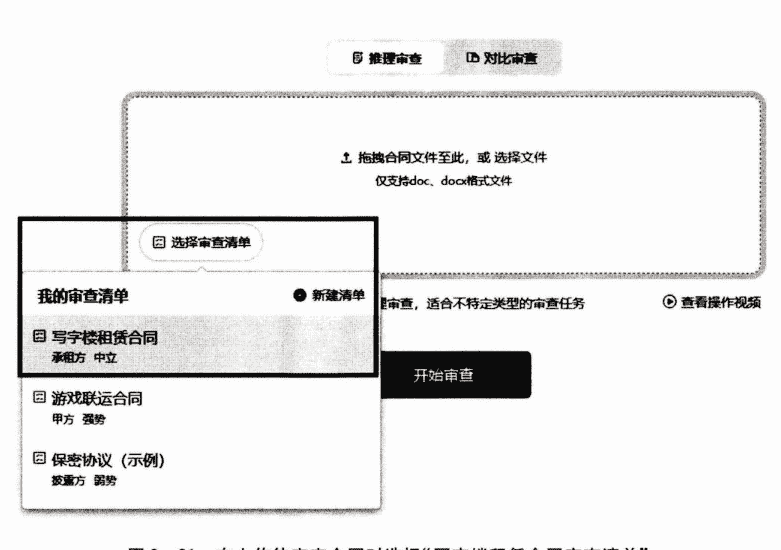 推理审查 对比审查
拖拽合同文件至此，或 选择文件
仅支持doc、docx格式文件
选择审查清单
我的审查清单 新建清单
理审查，适合不特定类型的审查任务 查看操作视频
写字楼租赁合同
承租方 中立
开始审查
游戏联运合同
甲方 强势
保密协议（示例）
披露方 弱势